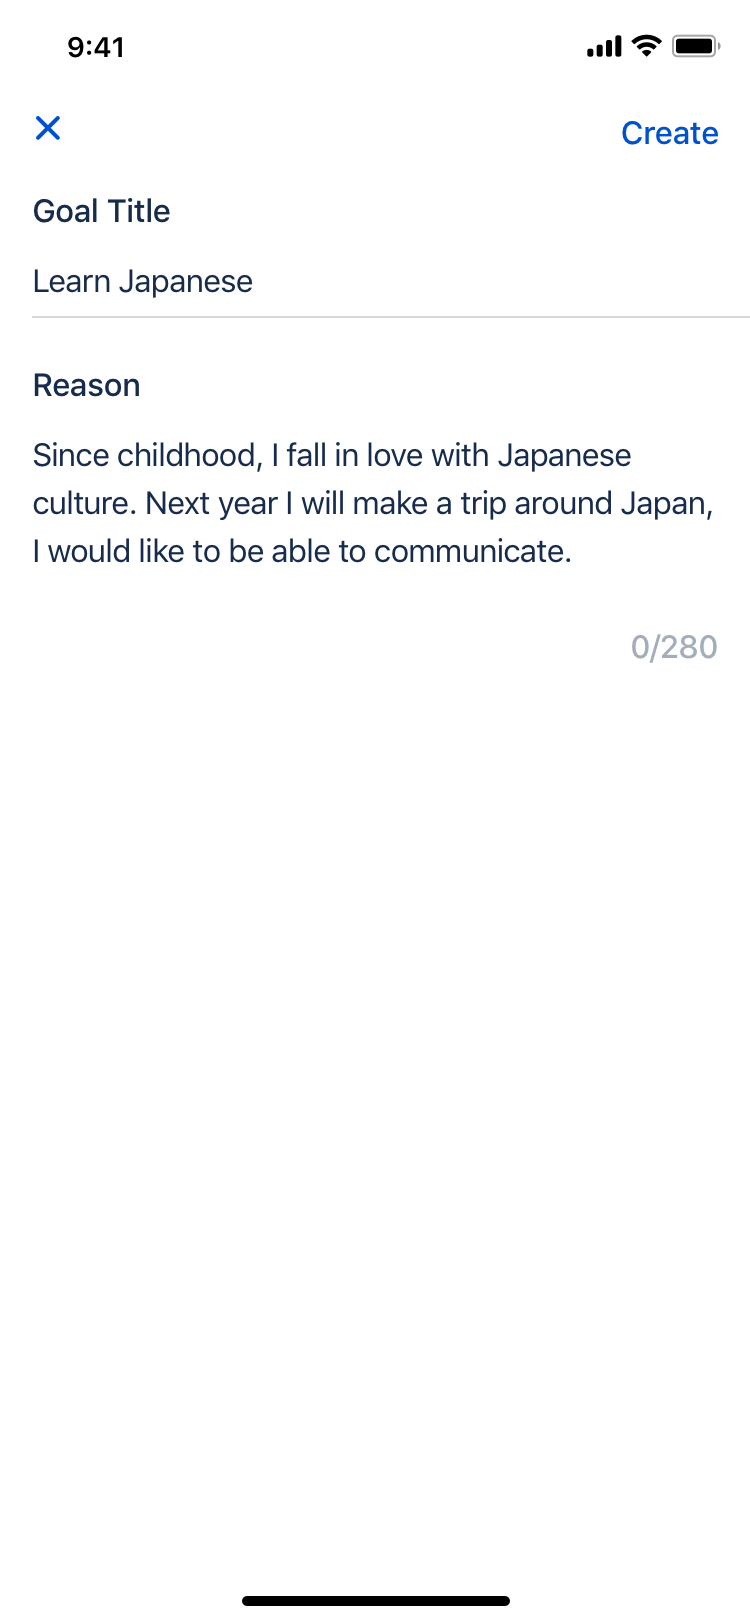 9:41
Create
Goal Title
Learn Japanese
Reason
Since childhood, I fall in love with Japanese
culture. Next year I will make a trip around Japan,
I would like to be able to communicate.
0/280